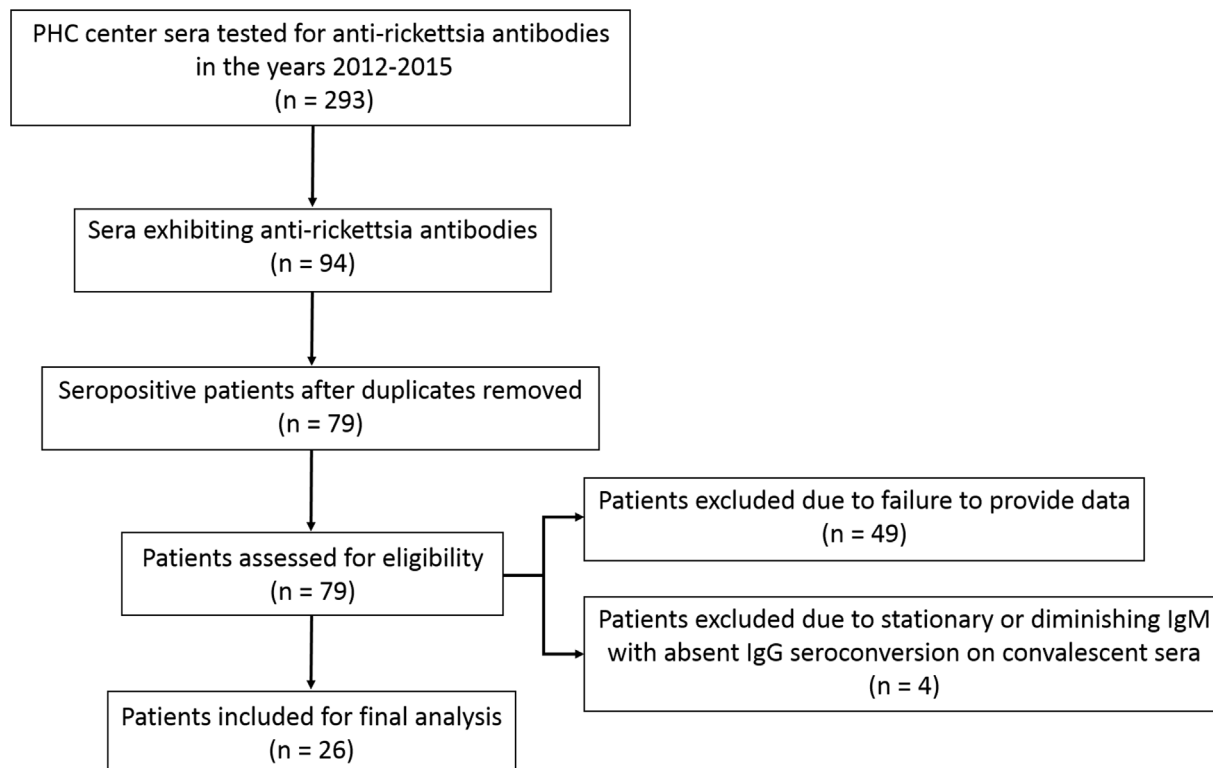 PHC center sera tested for anti-rickettsia antibodies
in the years 2012-2015
(n = 293)
Sera exhibiting anti-rickettsia antibodies
(n = 94)
Seropositive patients after duplicates removed
(n = 79)
Patients assessed for eligibility
(n = 79)
Patients excluded due to failure to provide data
(n = 49)
Patients excluded due to stationary or diminishing IgM
with absent IgG seroconversion on convalescent sera
(n = 4)
Patients included for final analysis
(n = 26)